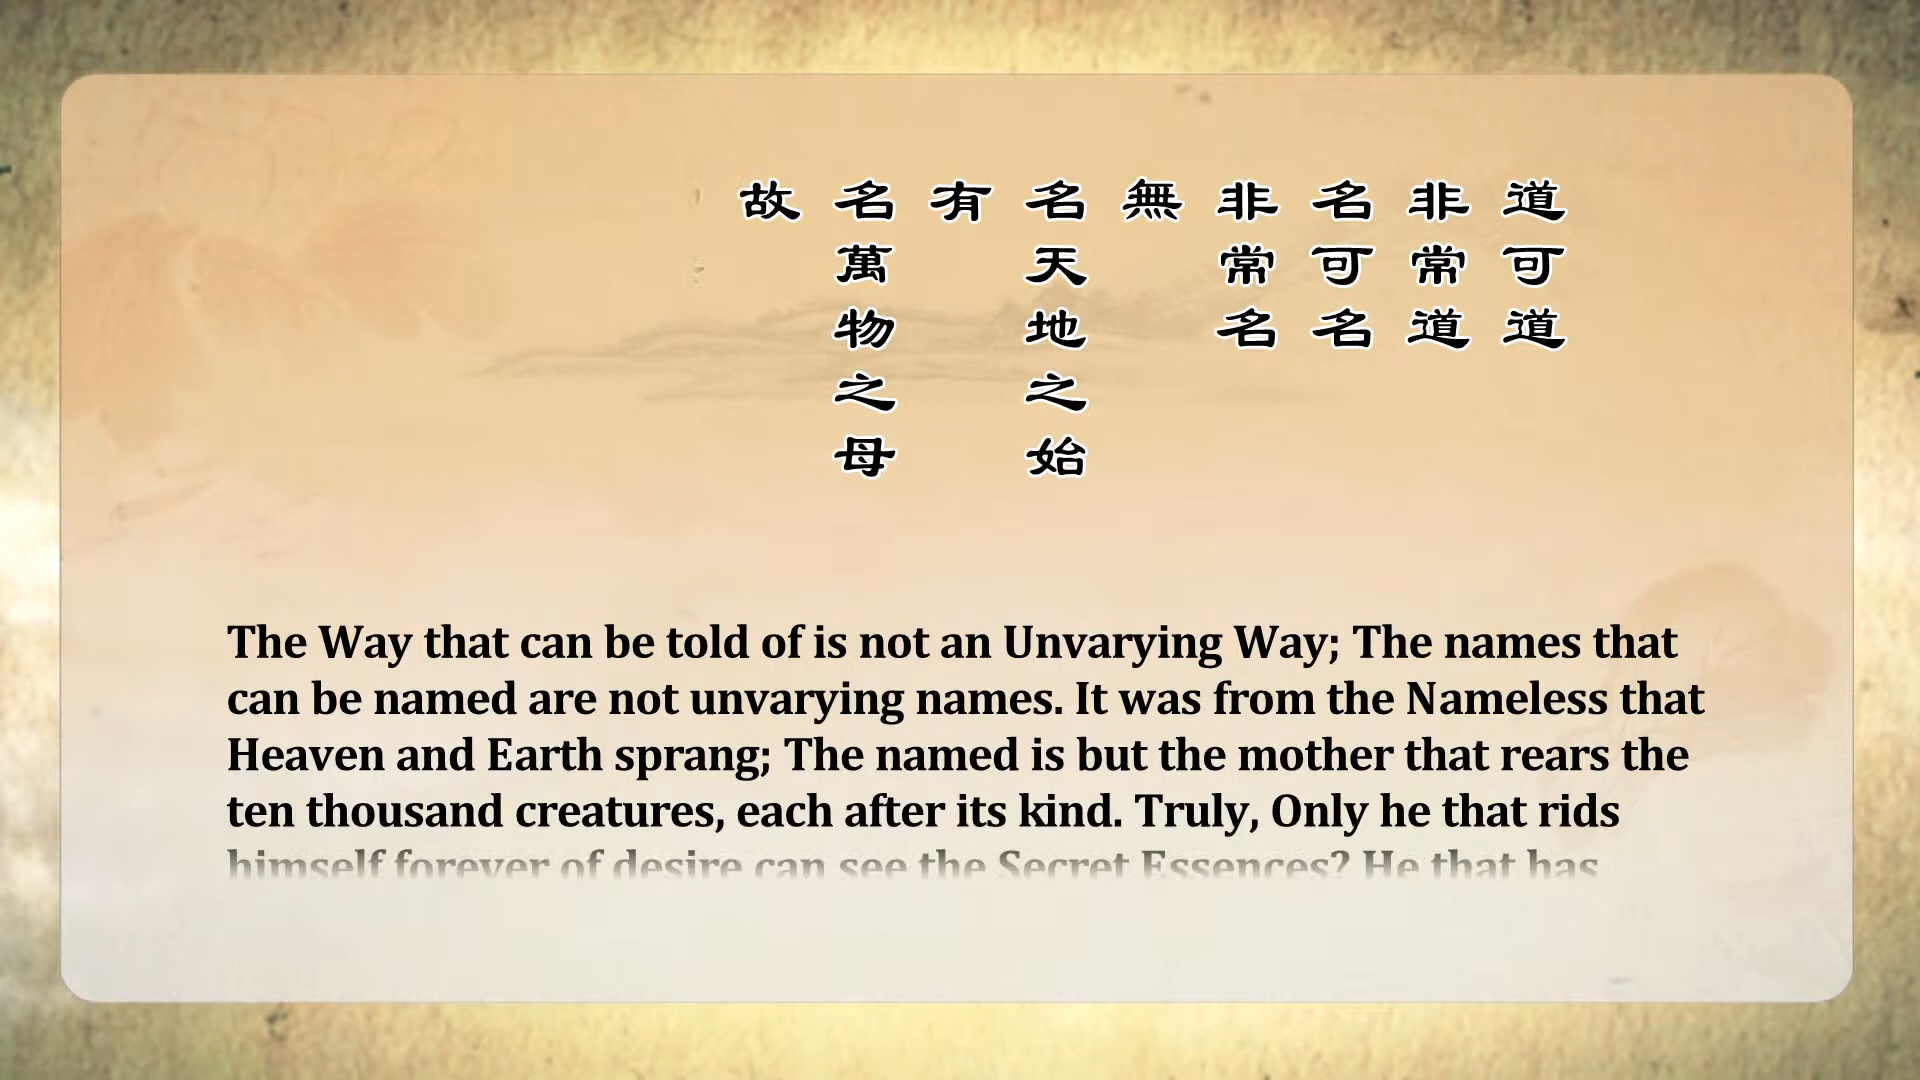 道可道
非常道
名可名
非常名
無
名天地之始
有
名萬物之母
故
The Way that can be told of is not an Unvarying Way; The names that
can be named are not unvarying names. It was from the Nameless that
Heaven and Earth sprang; The named is but the mother that rears the
ten thousand creatures, each after its kind. Truly, Only he that rids
himself forever of desire can see the Secret Essences? He that has